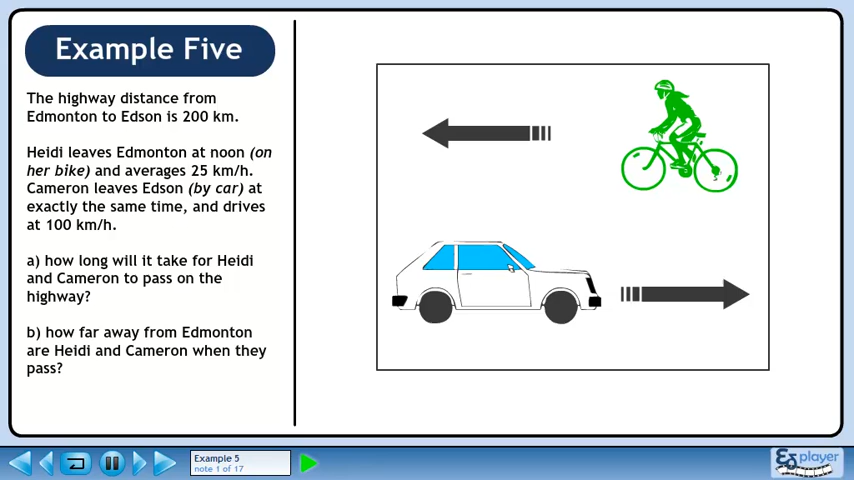 Example Five
The highway distance from
Edmonton to Edson is 200 km.
Heidi leaves Edmonton at noon (on
her bike) and averages 25 km/h.
Cameron leaves Edson (by car) at
exactly the same time, and drives
at 100 km/h.
a) how long will it take for Heidi
and Cameron to pass on the
highway?
b) how far away from Edmonton
are Heidi and Cameron when they
pass?
Example 5
note 1 of 17
player